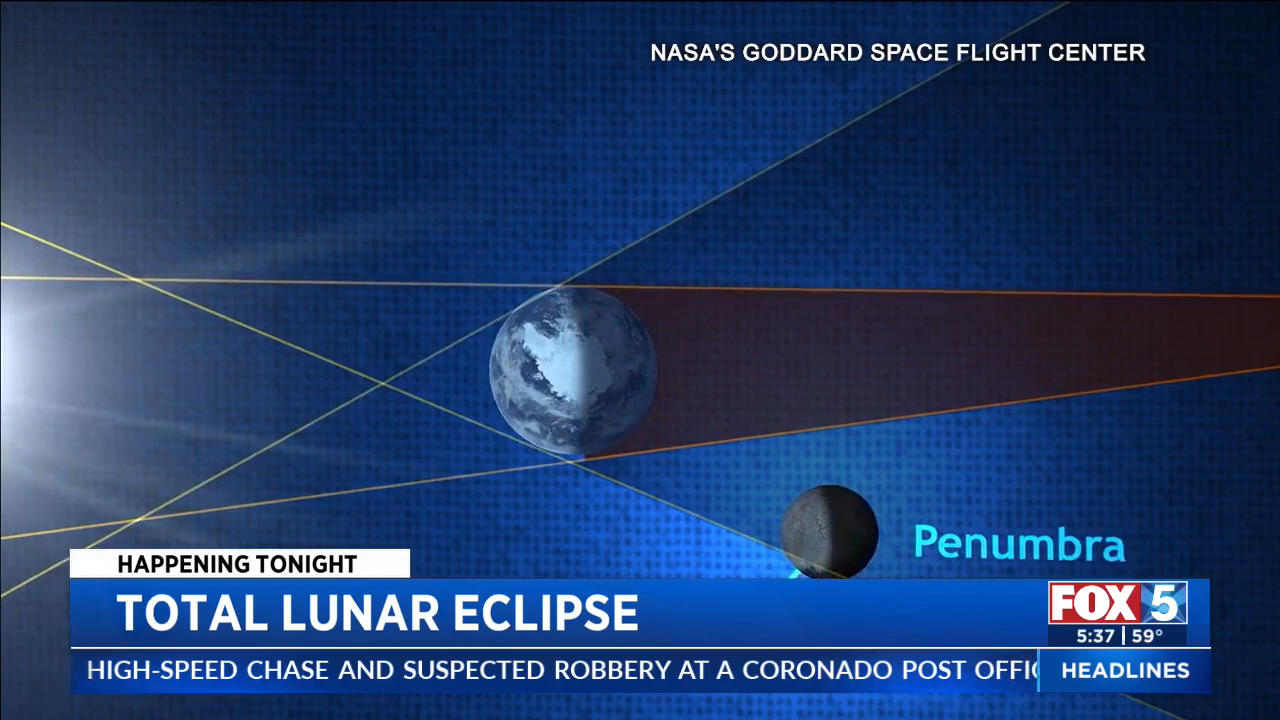 NASA'S GODDARD SPACE FLIGHT CENTER
Penumbra
HAPPENING TONIGHT
TOTAL LUNAR ECLIPSE
FOX 5
5:37 | 59°
HIGH-SPEED CHASE AND SUSPECTED ROBBERY AT A CORONADO POST
HEADLINES